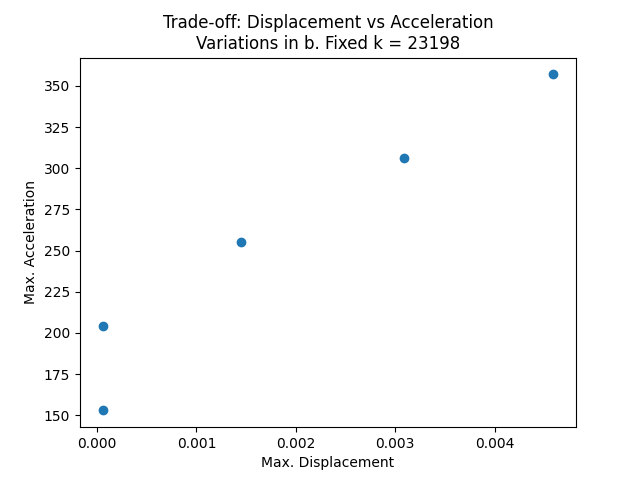 Trade-off: Displacement vs Acceleration
Variations in b. Fixed k = 23198
Max. Acceleration
350
325
300
275
250
225
200
175
150
0.000 0.001 0.002 0.003 0.004
Max. Displacement